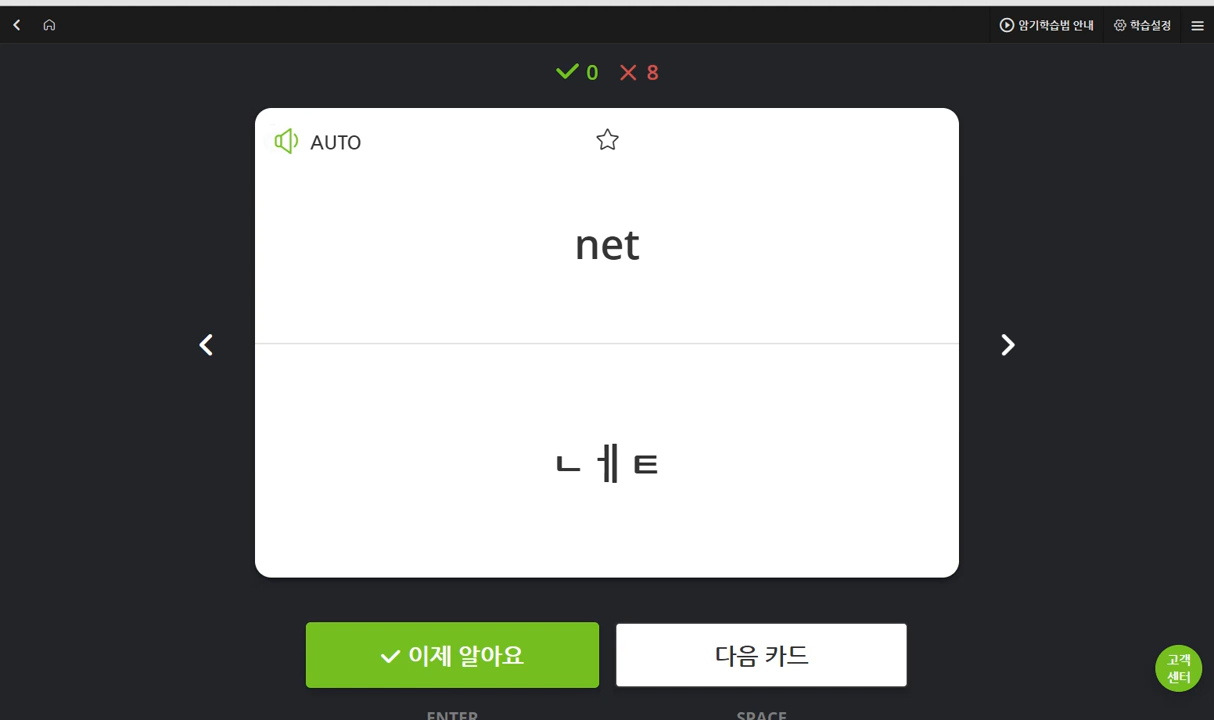 암기학습법 안내 학습설정
0 8
AUTO
net
ㄴ ㅔ ㅌ
이제 알아요 다음 카드
고객
센터
ENTER SPACE